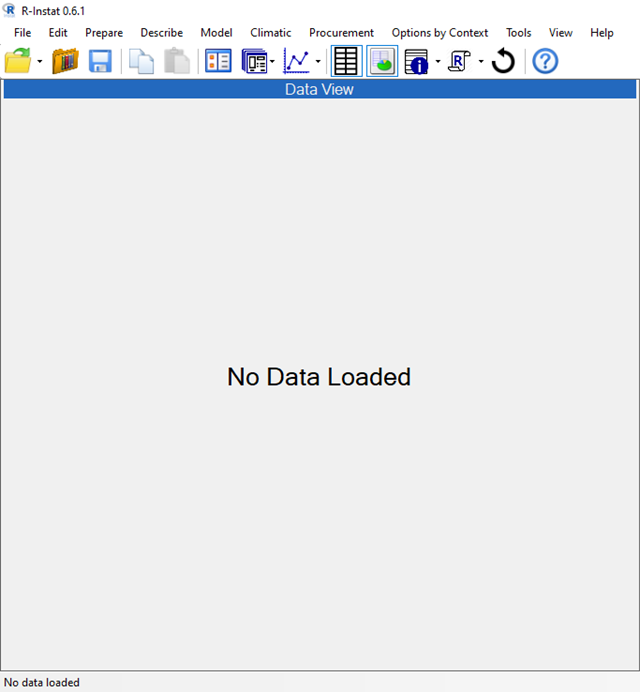 R-Instat 0.6.1
File Edit Prepare Describe Model Climatic Procurement Options by Context Tools View Help
Data View
No Data Loaded
No data loaded